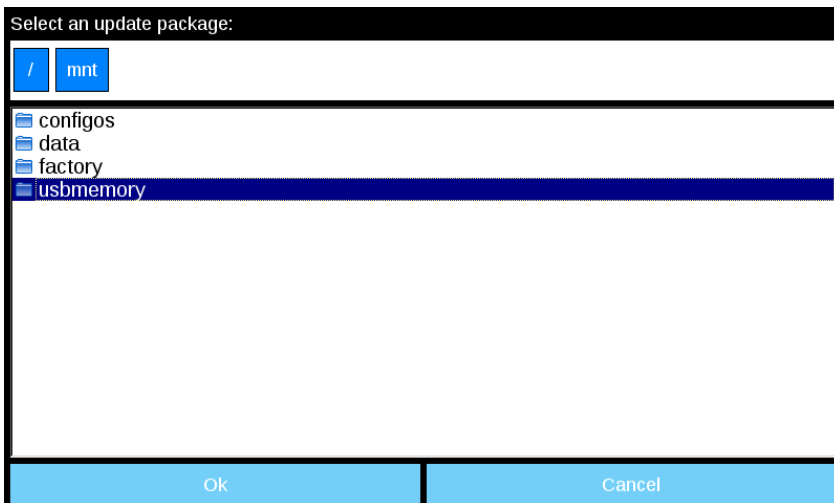 Select an update package:
/ mnt
configos
data
factory
usbmemory
Ok Cancel